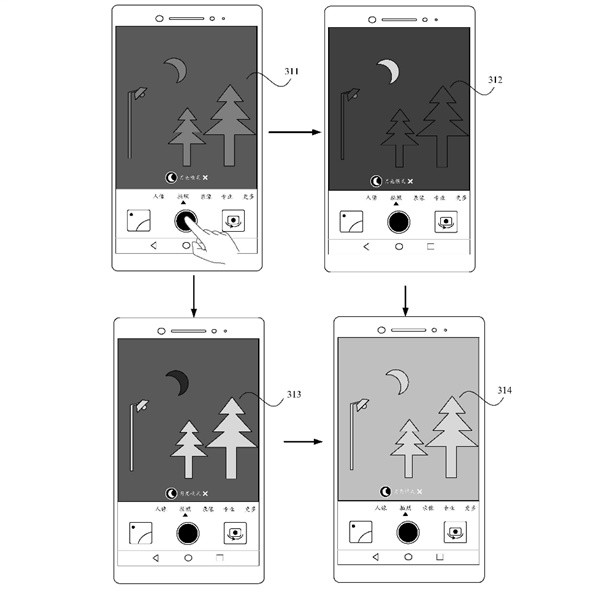 311
月亮模式
人像 拍照 录像 专业 更多
312
月亮模式
人像 拍照 录像 专业 更多
313
月亮模式
人像 拍照 录像 专业 更多
314
月亮模式
人像 拍照 录像 专业 更多